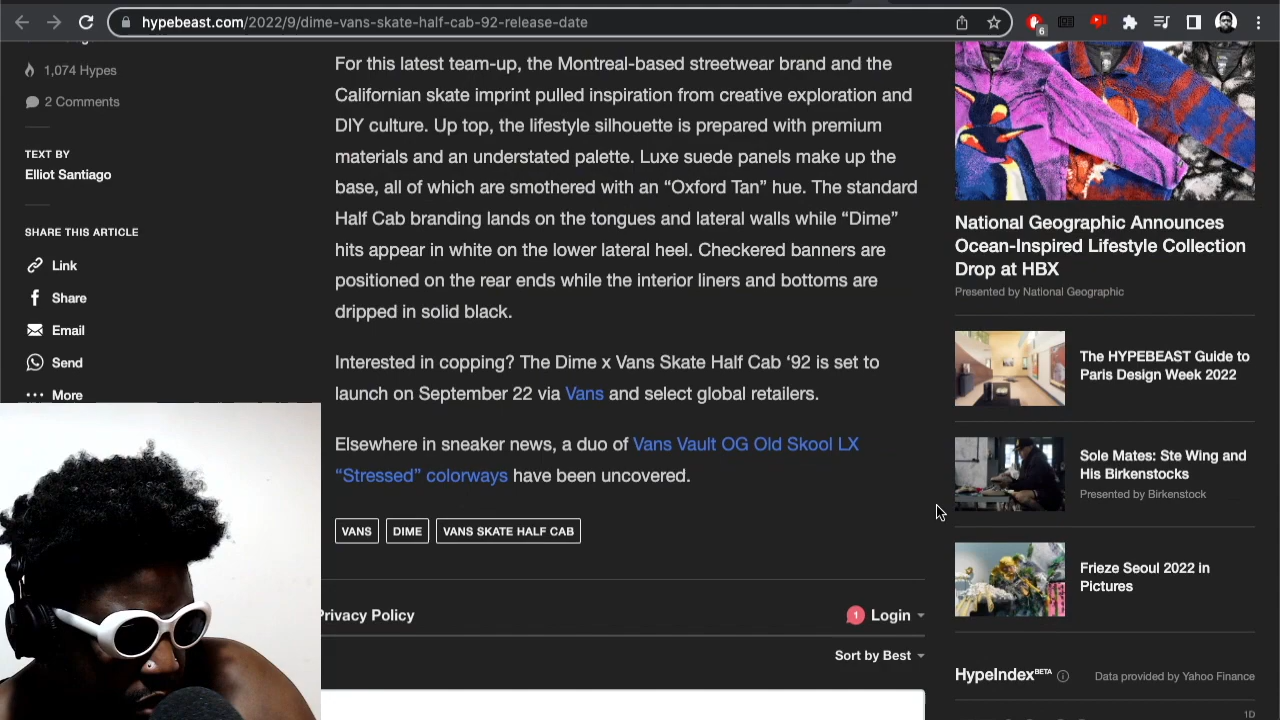 hypebeast.com/2022/9/dime-vans-skate-half-cab-92-release-date
6
1,074 Hypes
2 Comments
TEXT BY
Elliot Santiago
SHARE THIS ARTICLE
Link
Share
Email
Send
More
For this latest team-up, the Montreal-based streetwear brand and the
Californian skate imprint pulled inspiration from creative exploration and
DIY culture. Up top, the lifestyle silhouette is prepared with premium
materials and an understated palette. Luxe suede panels make up the
base, all of which are smothered with an “Oxford Tan” hue. The standard
Half Cab branding lands on the tongues and lateral walls while “Dime”
hits appear in white on the lower lateral heel. Checkered banners are
positioned on the rear ends while the interior liners and bottoms are
dripped in solid black.
Interested in copping? The Dime x Vans Skate Half Cab ‘92 is set to
launch on September 22 via Vans and select global retailers.
Elsewhere in sneaker news, a duo of Vans Vault OG Old Skool LX
“Stressed” colorways have been uncovered.
VANS DIME VANS SKATE HALF CAB
Privacy Policy
1 Login
Sort by Best
National Geographic Announces
Ocean-Inspired Lifestyle Collection
Drop at HBX
Presented by National Geographic
The HYPEBEAST Guide to
Paris Design Week 2022
Sole Mates: Ste Wing and
His Birkenstocks
Presented by Birkenstock
Frieze Seoul 2022 in
Pictures
HypeIndex BETA Data provided by Yahoo Finance
1D